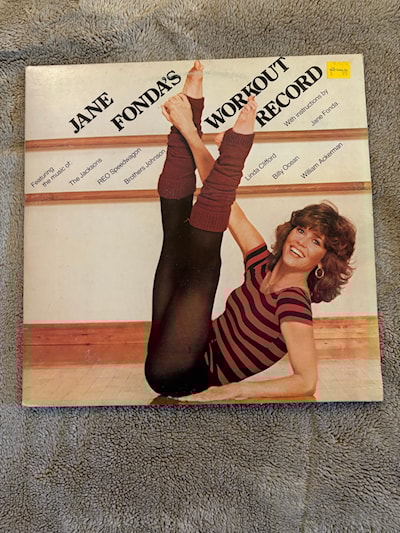 JANE FONDA'S
WORKOUT RECORD
With instructions by
Jane Fonda
Featuring
the music of:
The Jacksons
REO Speedwagon
Brothers Johnson
Linda Clifford
Billy Ocean
William Ackerman